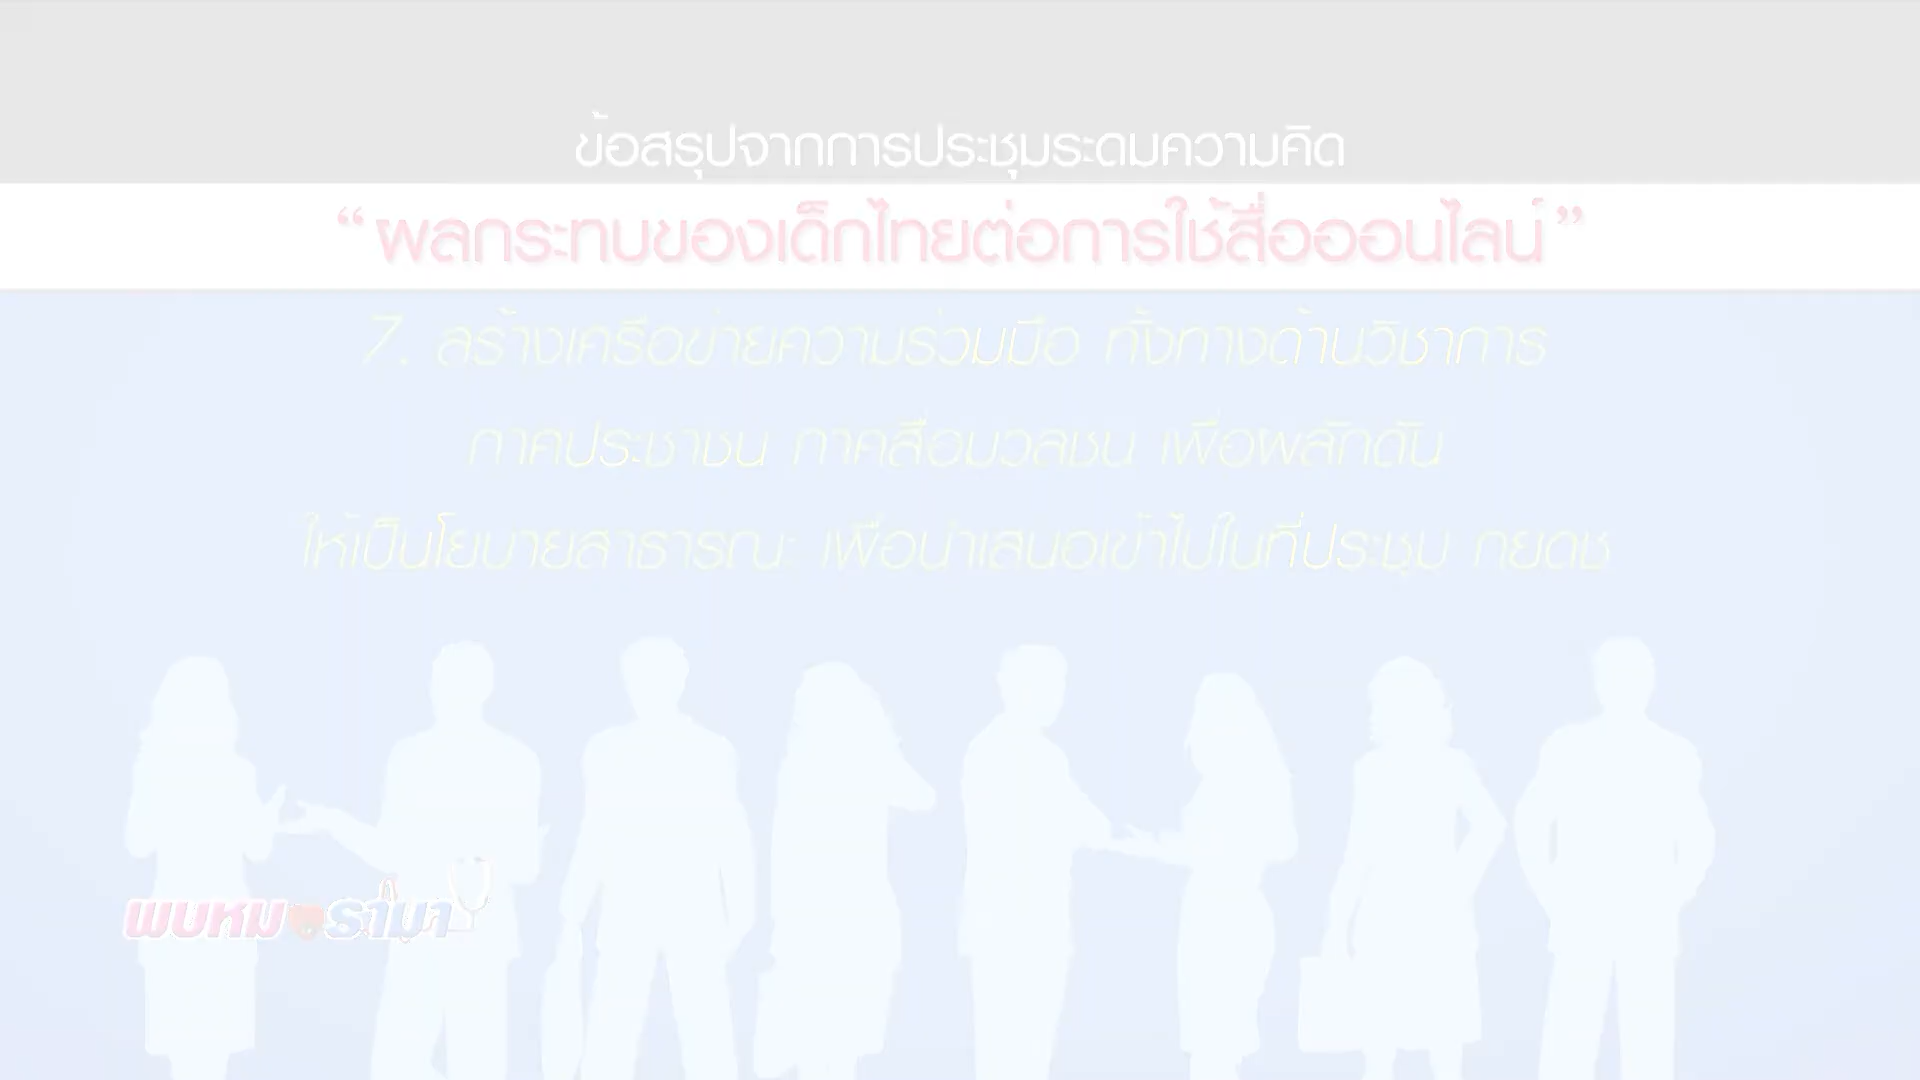 ข้อสรุปจากการประชุมระดมความคิด
“ผลกระทบของเด็กไทยต่อการใช้สื่อออนไลน์”
7. สร้างเครือข่ายความร่วมมือ ทั้งทางด้านวิชาการ
ภาคประชาชน ภาคสื่อมวลชน เพื่อผลักดัน
ให้เป็นโยบายสาธารณะ เพื่อนำเสนอเข้าไปในที่ประชุม กยดช
พบหมอรามา